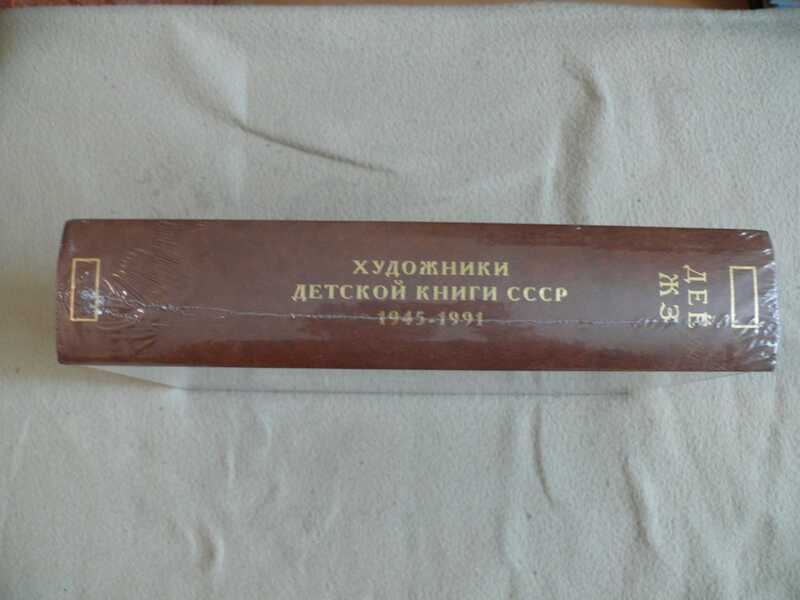 ХУДОЖНИКИ
ДЕТСКОЙ КНИГИ СССР
1945-1991
ДЕЁ
ЖЗ